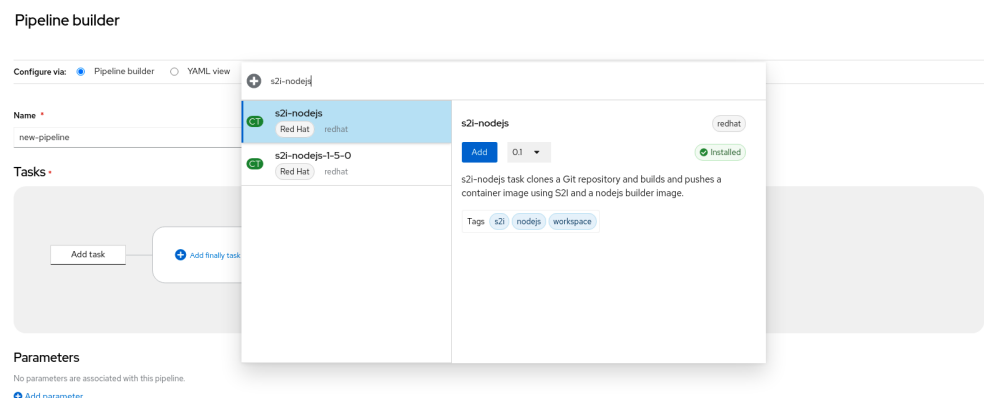 Pipeline builder
Configure via: Pipeline builder YAML view
Name *
new-pipeline
Tasks *
Add task
Add finally task
s2i-nodejs
CT s2i-nodejs
Red Hat redhat
CT s2i-nodejs-1-5-0
Red Hat redhat
s2i-nodejs redhat
Add 0.1 Installed
s2i-nodejs task clones a Git repository and builds and pushes a
container image using S2I and a nodejs builder image.
Tags s2i nodejs workspace
Parameters
No parameters are associated with this pipeline.
Add parameter